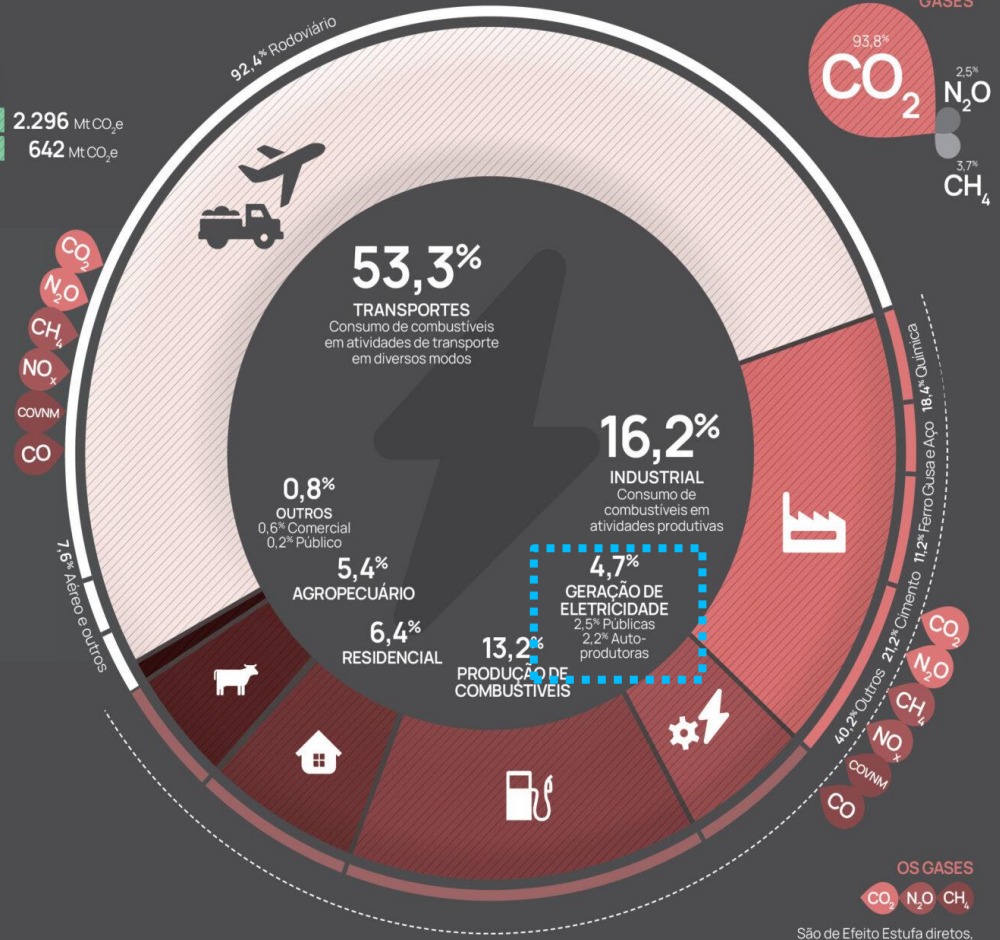 GASES
93,8%
CO2
2,5%
N2O
3,7%
CH4
92,4% Rodoviário
2.296 MtCO2e
642 MtCO2e
CO2
N2O
CH4
NOx
COVNM
CO
53,3%
TRANSPORTES
Consumo de combustíveis
em atividades de transporte
em diversos modos
16,2%
INDUSTRIAL
Consumo de
combustíveis em
atividades produtivas
0,8%
OUTROS
0,6% Comercial
0,2% Público
5,4%
AGROPECUÁRIO
6,4%
RESIDENCIAL
13,2%
PRODUÇÃO DE
COMBUSTÍVEIS
4,7%
GERAÇÃO DE
ELETRICIDADE
2,5% Públicas
2,2% Auto-
produtoras
7,6% Aéreo e outros
18,4% Química
11,2% Ferro Gusa e Aço
21,2% Cimento
40,2% Outros
CO2
N2O
CH4
NOx
COVNM
CO
OS GASES
CO2 N2O CH4
São de Efeito Estufa diretos,